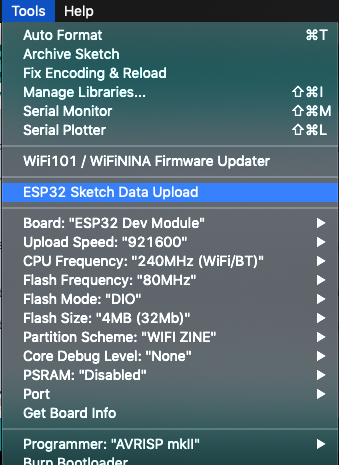 Tools Help
Auto Format ⌘T
Archive Sketch
Fix Encoding & Reload
Manage Libraries... ⇧⌘I
Serial Monitor ⇧⌘M
Serial Plotter ⇧⌘L
WiFi101 / WiFiNINA Firmware Updater
ESP32 Sketch Data Upload
Board: "ESP32 Dev Module"
Upload Speed: "921600"
CPU Frequency: "240MHz (WiFi/BT)"
Flash Frequency: "80MHz"
Flash Mode: "DIO"
Flash Size: "4MB (32Mb)"
Partition Scheme: "WIFI ZINE"
Core Debug Level: "None"
PSRAM: "Disabled"
Port
Get Board Info
Programmer: "AVRISP mkII"
Burn Bootloader